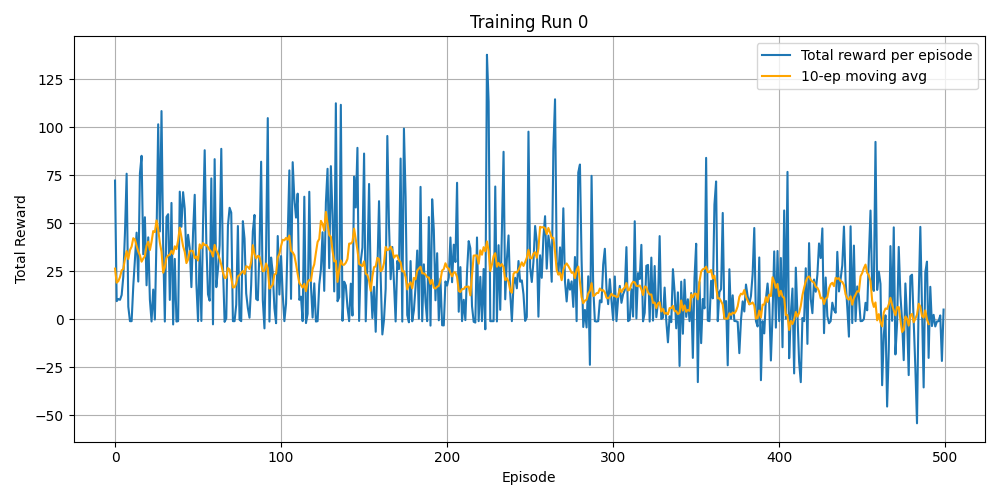 Training Run 0
Total reward per episode
10-ep moving avg
125
100
75
50
25
0
−25
−50
Total Reward
0
100
200
300
400
500
Episode